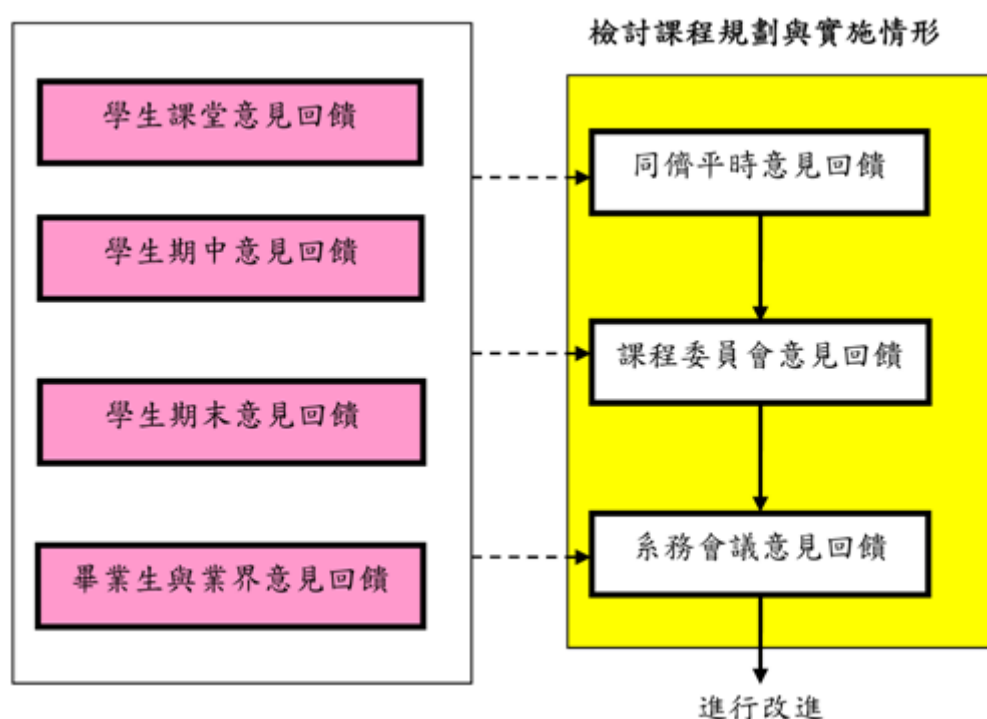 檢討課程規劃與實施情形
學生課堂意見回饋
學生期中意見回饋
學生期末意見回饋
畢業生與業界意見回饋
同儕平時意見回饋
課程委員會意見回饋
系務會議意見回饋
進行改進